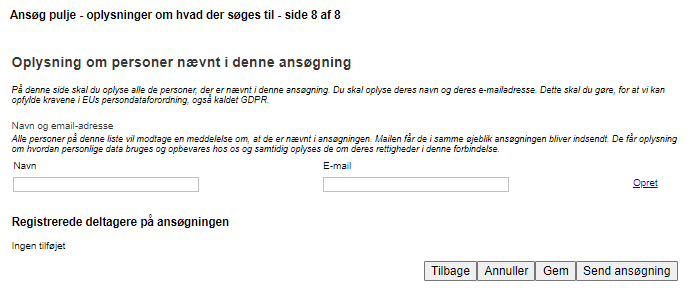 Ansøg pulje - oplysninger om hvad der søges til - side 8 af 8
Oplysning om personer nævnt i denne ansøgning
På denne side skal du oplyse alle de personer, der er nævnt i denne ansøgning. Du skal oplyse deres navn og deres e-mailadresse. Dette skal du gøre, for at vi kan
opfylde kravene i EUs persondataforordning, også kaldet GDPR.
Navn og email-adresse
Alle personer på denne liste vil modtage en meddelelse om, at de er nævnt i ansøgningen. Mailen får de i samme øjeblik ansøgningen bliver indsendt. De får oplysning
om hvordan personlige data bruges og opbevares hos os og samtidig oplyses de om deres rettigheder i denne forbindelse.
Navn E-mail
Opret
Registrerede deltagere på ansøgningen
Ingen tilføjet
Tilbage Annuller Gem Send ansøgning